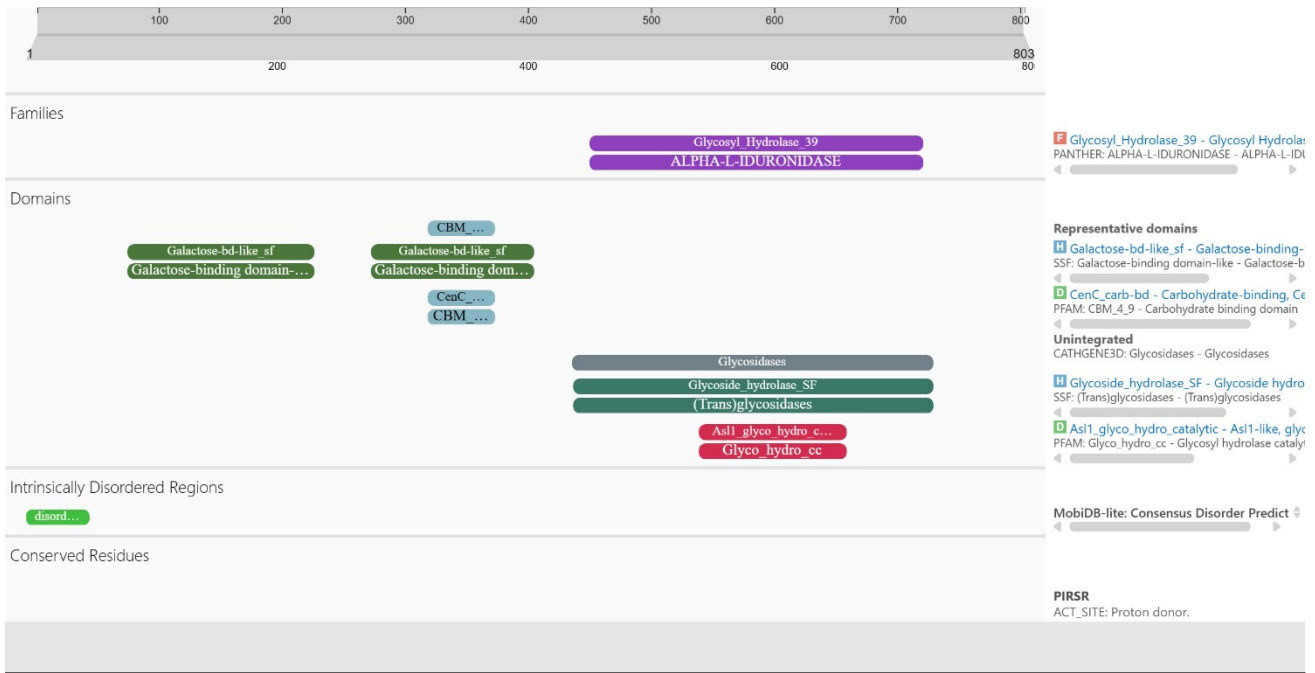 100 200 300 400 500 600 700 800
1 803
200 400 600 80
Families
Glycosyl_Hydrolase_39
ALPHA-L-IDURONIDASE
F Glycosyl_Hydrolase_39 - Glycosyl Hydrolas
PANTHER: ALPHA-L-IDURONIDASE - ALPHA-L-IDU
Domains
CBM_...
Representative domains
Galactose-bd-like_sf Galactose-bd-like_sf
H Galactose-bd-like_sf - Galactose-binding-
Galactose-binding domain-... Galactose-binding dom...
SSF: Galactose-binding domain-like - Galactose-b
CenC_...
D CenC_carb-bd - Carbohydrate-binding, Ce
CBM_...
PFAM: CBM_4_9 - Carbohydrate binding domain
Unintegrated
Glycosidases
CATHGENE3D: Glycosidases - Glycosidases
Glycoside_hydrolase_SF
H Glycoside_hydrolase_SF - Glycoside hydro
(Trans)glycosidases
SSF: (Trans)glycosidases - (Trans)glycosidases
Asl1_glyco_hydro_c...
D Asl1_glyco_hydro_catalytic - Asl1-like, glyc
Glyco_hydro_cc
PFAM: Glyco_hydro_cc - Glycosyl hydrolase cataly
Intrinsically Disordered Regions
disord...
MobiDB-lite: Consensus Disorder Predict
Conserved Residues
PIRSR
ACT_SITE: Proton donor.